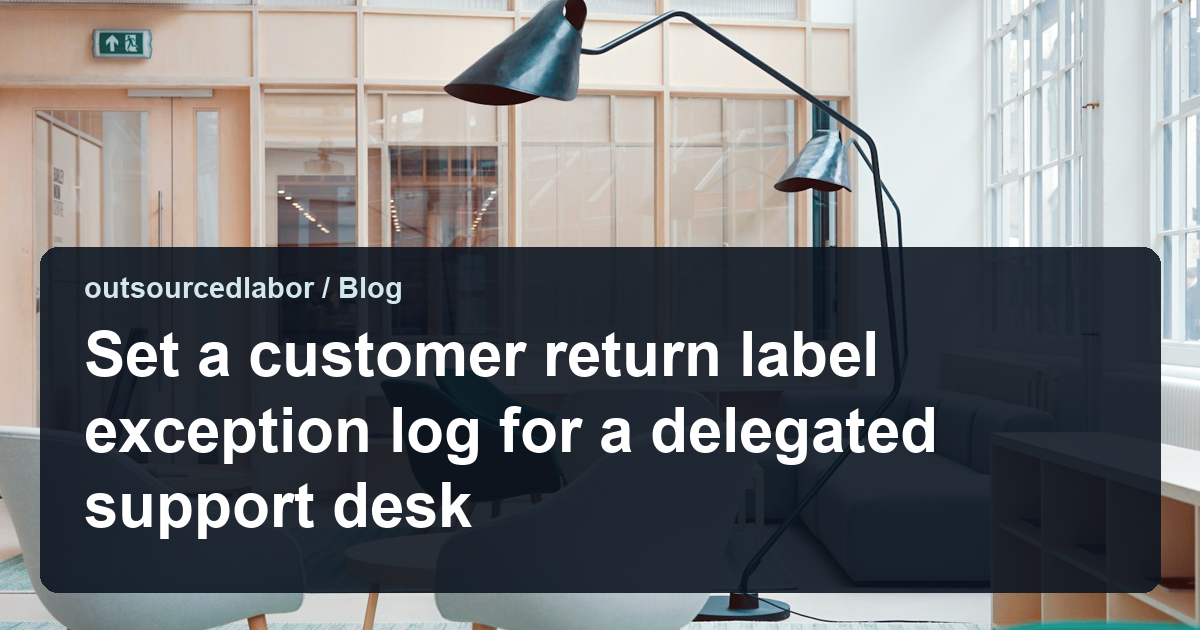 outsourcedlabor / Blog
Set a customer return label
exception log for a delegated
support desk